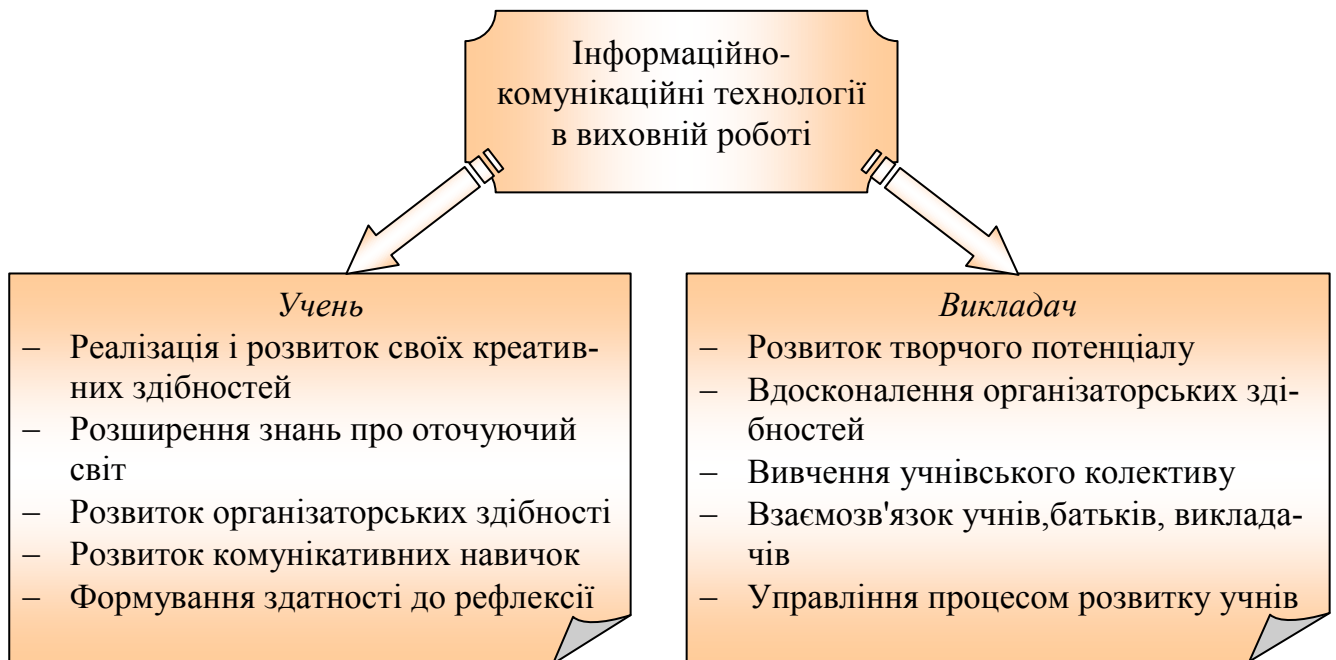 Інформаційно-
комунікаційні технології
в виховній роботі
Учень
– Реалізація і розвиток своїх креатив-
них здібностей
– Розширення знань про оточуючий
світ
– Розвиток організаторських здібності
– Розвиток комунікативних навичок
– Формування здатності до рефлексії
Викладач
– Розвиток творчого потенціалу
– Вдосконалення організаторських зді-
бностей
– Вивчення учнівського колективу
– Взаємозв'язок учнів,батьків, виклада-
чів
– Управління процесом розвитку учнів